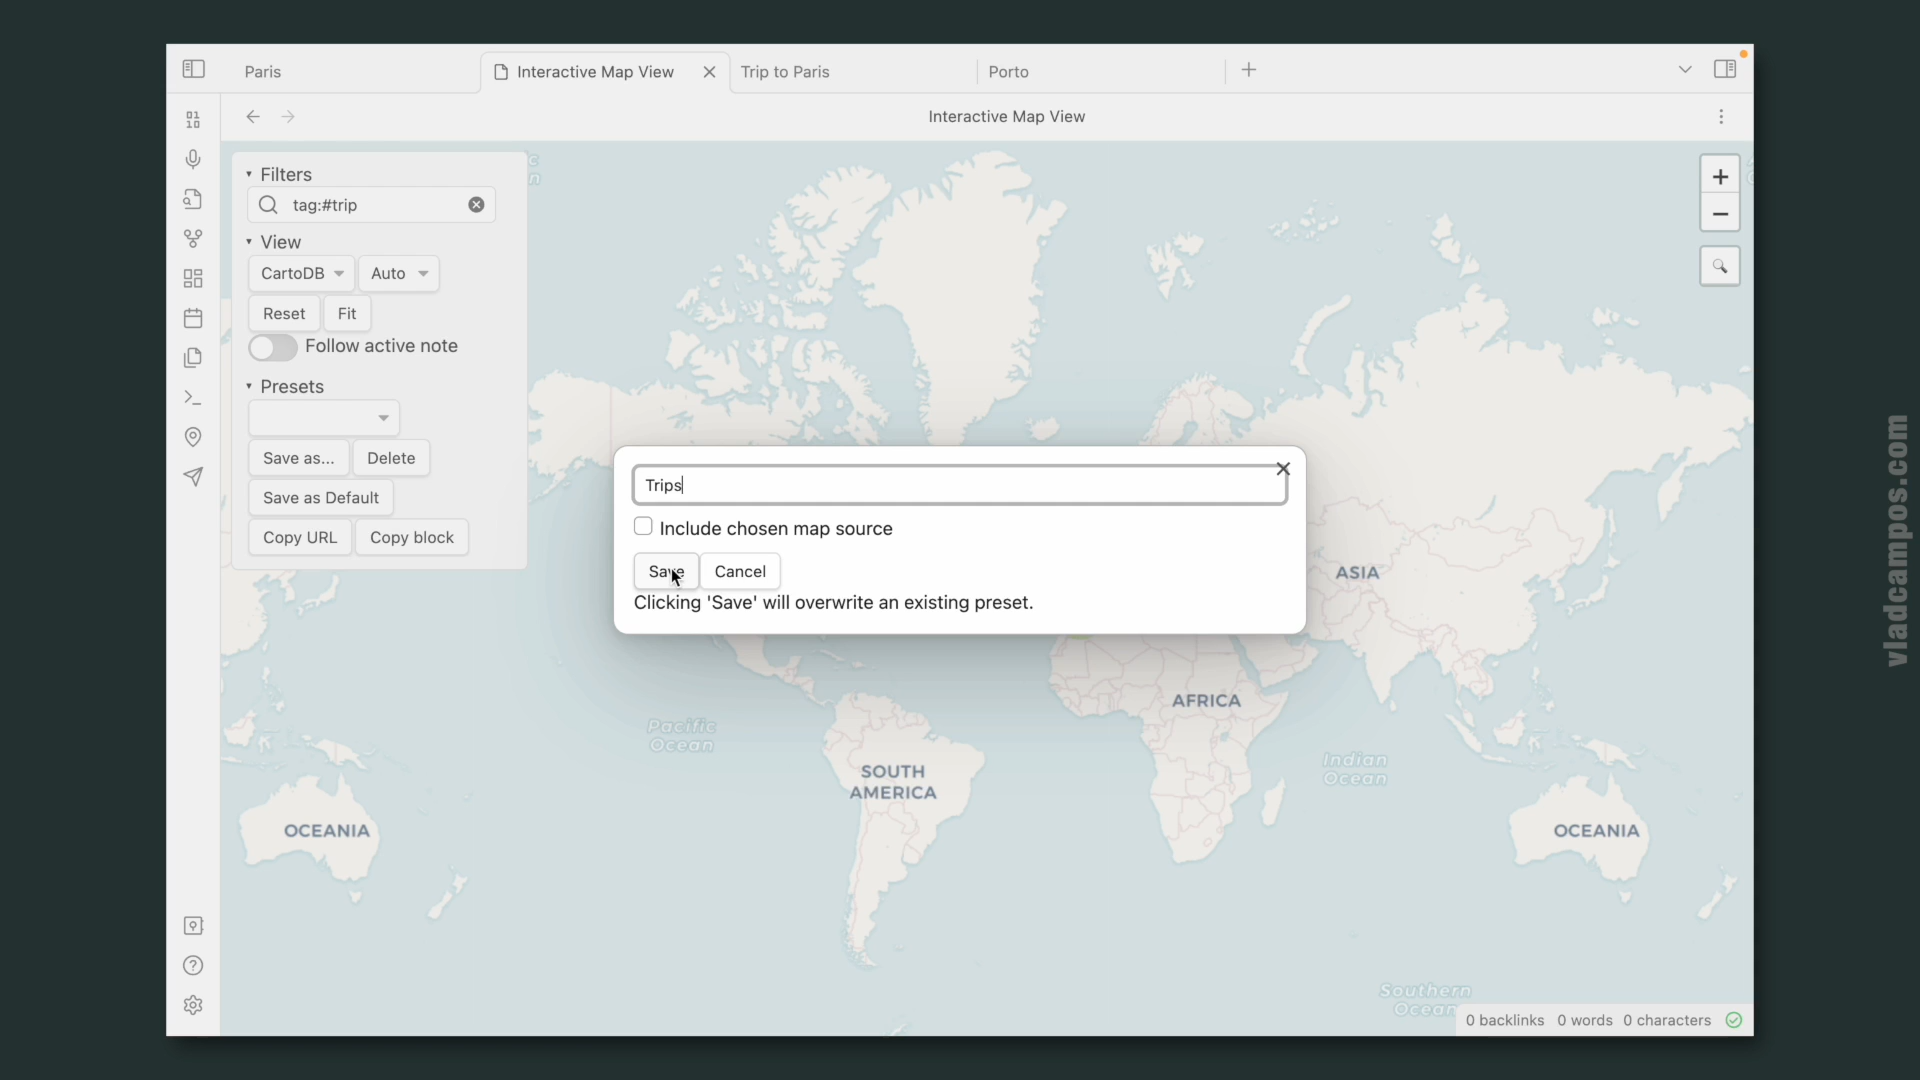 Paris
Interactive Map View
Trip to Paris
Porto
Interactive Map View
Filters
tag:#trip
View
CartoDB
Auto
Reset
Fit
Follow active note
Presets
Save as...
Delete
Save as Default
Copy URL
Copy block
Trips
Include chosen map source
Save
Cancel
Clicking 'Save' will overwrite an existing preset.
ASIA
AFRICA
Pacific
Ocean
Indian
Ocean
SOUTH
AMERICA
OCEANIA
OCEANIA
Southern
Ocean
0 backlinks 0 words 0 characters
vladcampos.com